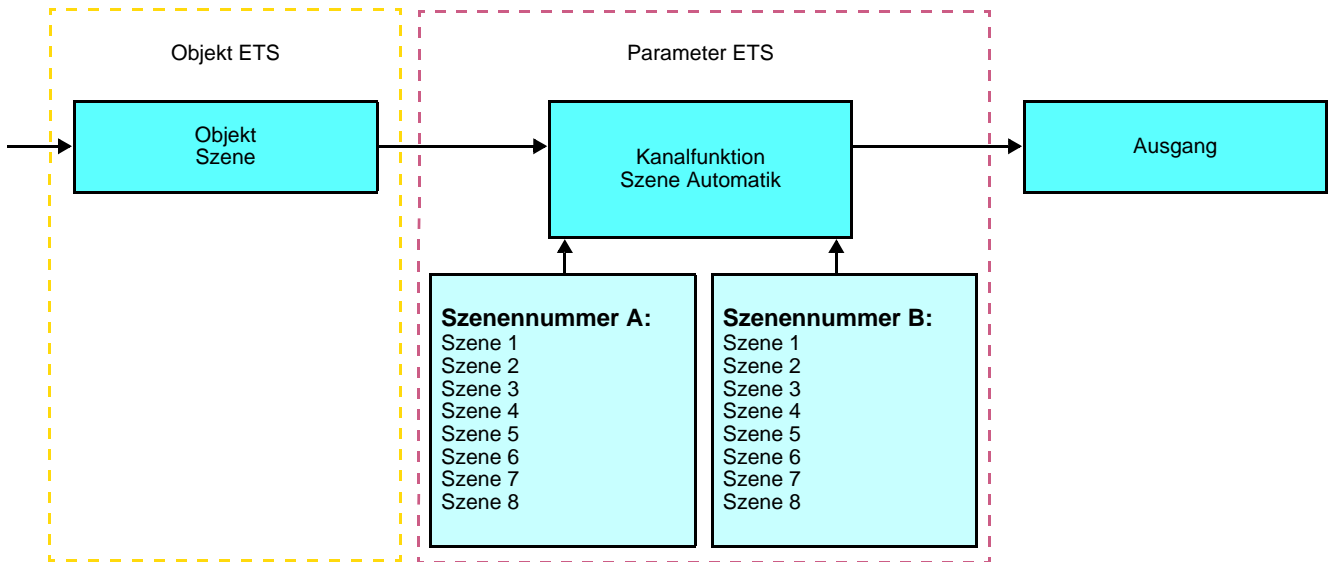 Objekt ETS
Parameter ETS
Objekt
Szene
Kanalfunktion
Szene Automatik
Ausgang
Szenennummer A:
Szene 1
Szene 2
Szene 3
Szene 4
Szene 5
Szene 6
Szene 7
Szene 8
Szenennummer B:
Szene 1
Szene 2
Szene 3
Szene 4
Szene 5
Szene 6
Szene 7
Szene 8